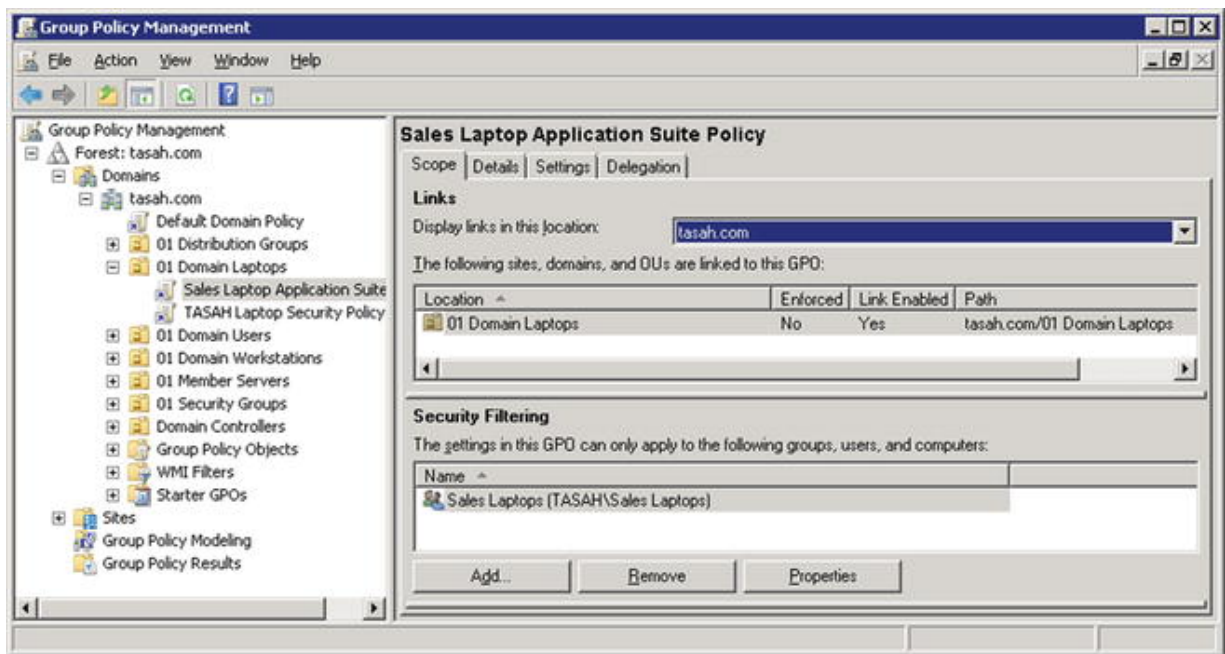 Group Policy Management
File Action View Window Help
Group Policy Management
Forest: tasah.com
Domains
tasah.com
Default Domain Policy
01 Distribution Groups
01 Domain Laptops
Sales Laptop Application Suite
TASAH Laptop Security Policy
01 Domain Users
01 Domain Workstations
01 Member Servers
01 Security Groups
Domain Controllers
Group Policy Objects
WMI Filters
Starter GPOs
Sites
Group Policy Modeling
Group Policy Results
Sales Laptop Application Suite Policy
Scope Details Settings Delegation
Links
Display links in this location: tasah.com
The following sites, domains, and OUs are linked to this GPO:
Location Enforced Link Enabled Path
01 Domain Laptops No Yes tasah.com/01 Domain Laptops
Security Filtering
The settings in this GPO can only apply to the following groups, users, and computers:
Name
Sales Laptops (TASAH\Sales Laptops)
Add... Remove Properties